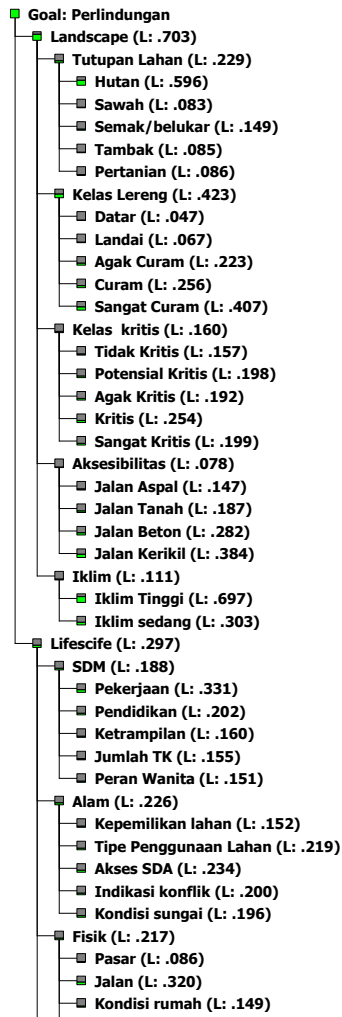 Goal: Perlindungan
Landscape (L: .703)
Tutupan Lahan (L: .229)
Hutan (L: .596)
Sawah (L: .083)
Semak/belukar (L: .149)
Tambak (L: .085)
Pertanian (L: .086)
Kelas Lereng (L: .423)
Datar (L: .047)
Landai (L: .067)
Agak Curam (L: .223)
Curam (L: .256)
Sangat Curam (L: .407)
Kelas  kritis (L: .160)
Tidak Kritis (L: .157)
Potensial Kritis (L: .198)
Agak Kritis (L: .192)
Kritis (L: .254)
Sangat Kritis (L: .199)
Aksesibilitas (L: .078)
Jalan Aspal (L: .147)
Jalan Tanah (L: .187)
Jalan Beton (L: .282)
Jalan Kerikil (L: .384)
Iklim (L: .111)
Iklim Tinggi (L: .697)
Iklim sedang (L: .303)
Lifescife (L: .297)
SDM (L: .188)
Pekerjaan (L: .331)
Pendidikan (L: .202)
Ketrampilan (L: .160)
Jumlah TK (L: .155)
Peran Wanita (L: .151)
Alam (L: .226)
Kepemilikan lahan (L: .152)
Tipe Penggunaan Lahan (L: .219)
Akses SDA (L: .234)
Indikasi konflik (L: .200)
Kondisi sungai (L: .196)
Fisik (L: .217)
Pasar (L: .086)
Jalan (L: .320)
Kondisi rumah (L: .149)